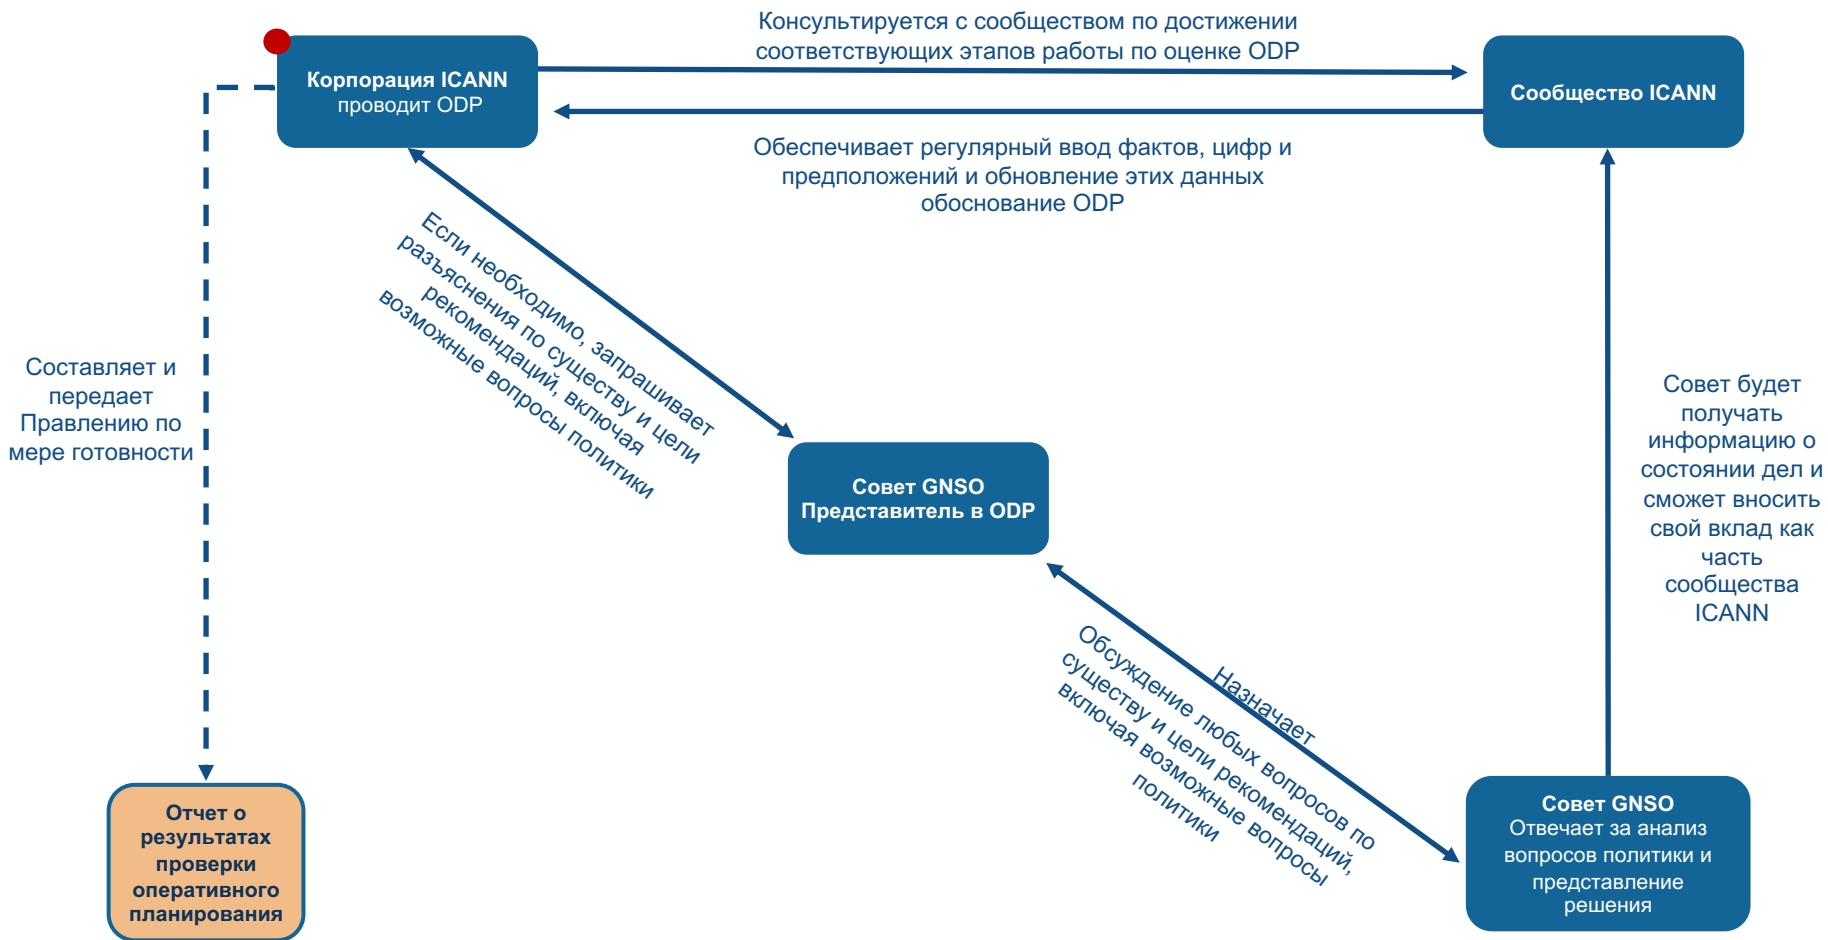 Консультируется с сообществом по достижении
соответствующих этапов работы по оценке ODP
Корпорация ICANN
проводит ODP
Сообщество ICANN
Обеспечивает регулярный ввод фактов, цифр и
предположений и обновление этих данных
обоснование ODP
Если необходимо, запрашивает
разъяснения по существу и цели
рекомендаций, включая
возможные вопросы политики
Составляет и
передает
Правлению по
мере готовности
Совет будет
получать
информацию о
состоянии дел и
сможет вносить
свой вклад как
часть
сообщества
ICANN
Совет GNSO
Представитель в ODP
Назначает
Обсуждение любых вопросов по
существу и цели рекомендаций,
включая возможные вопросы
политики
Отчет о
результатах
проверки
оперативного
планирования
Совет GNSO
Отвечает за анализ
вопросов политики и
представление
решения